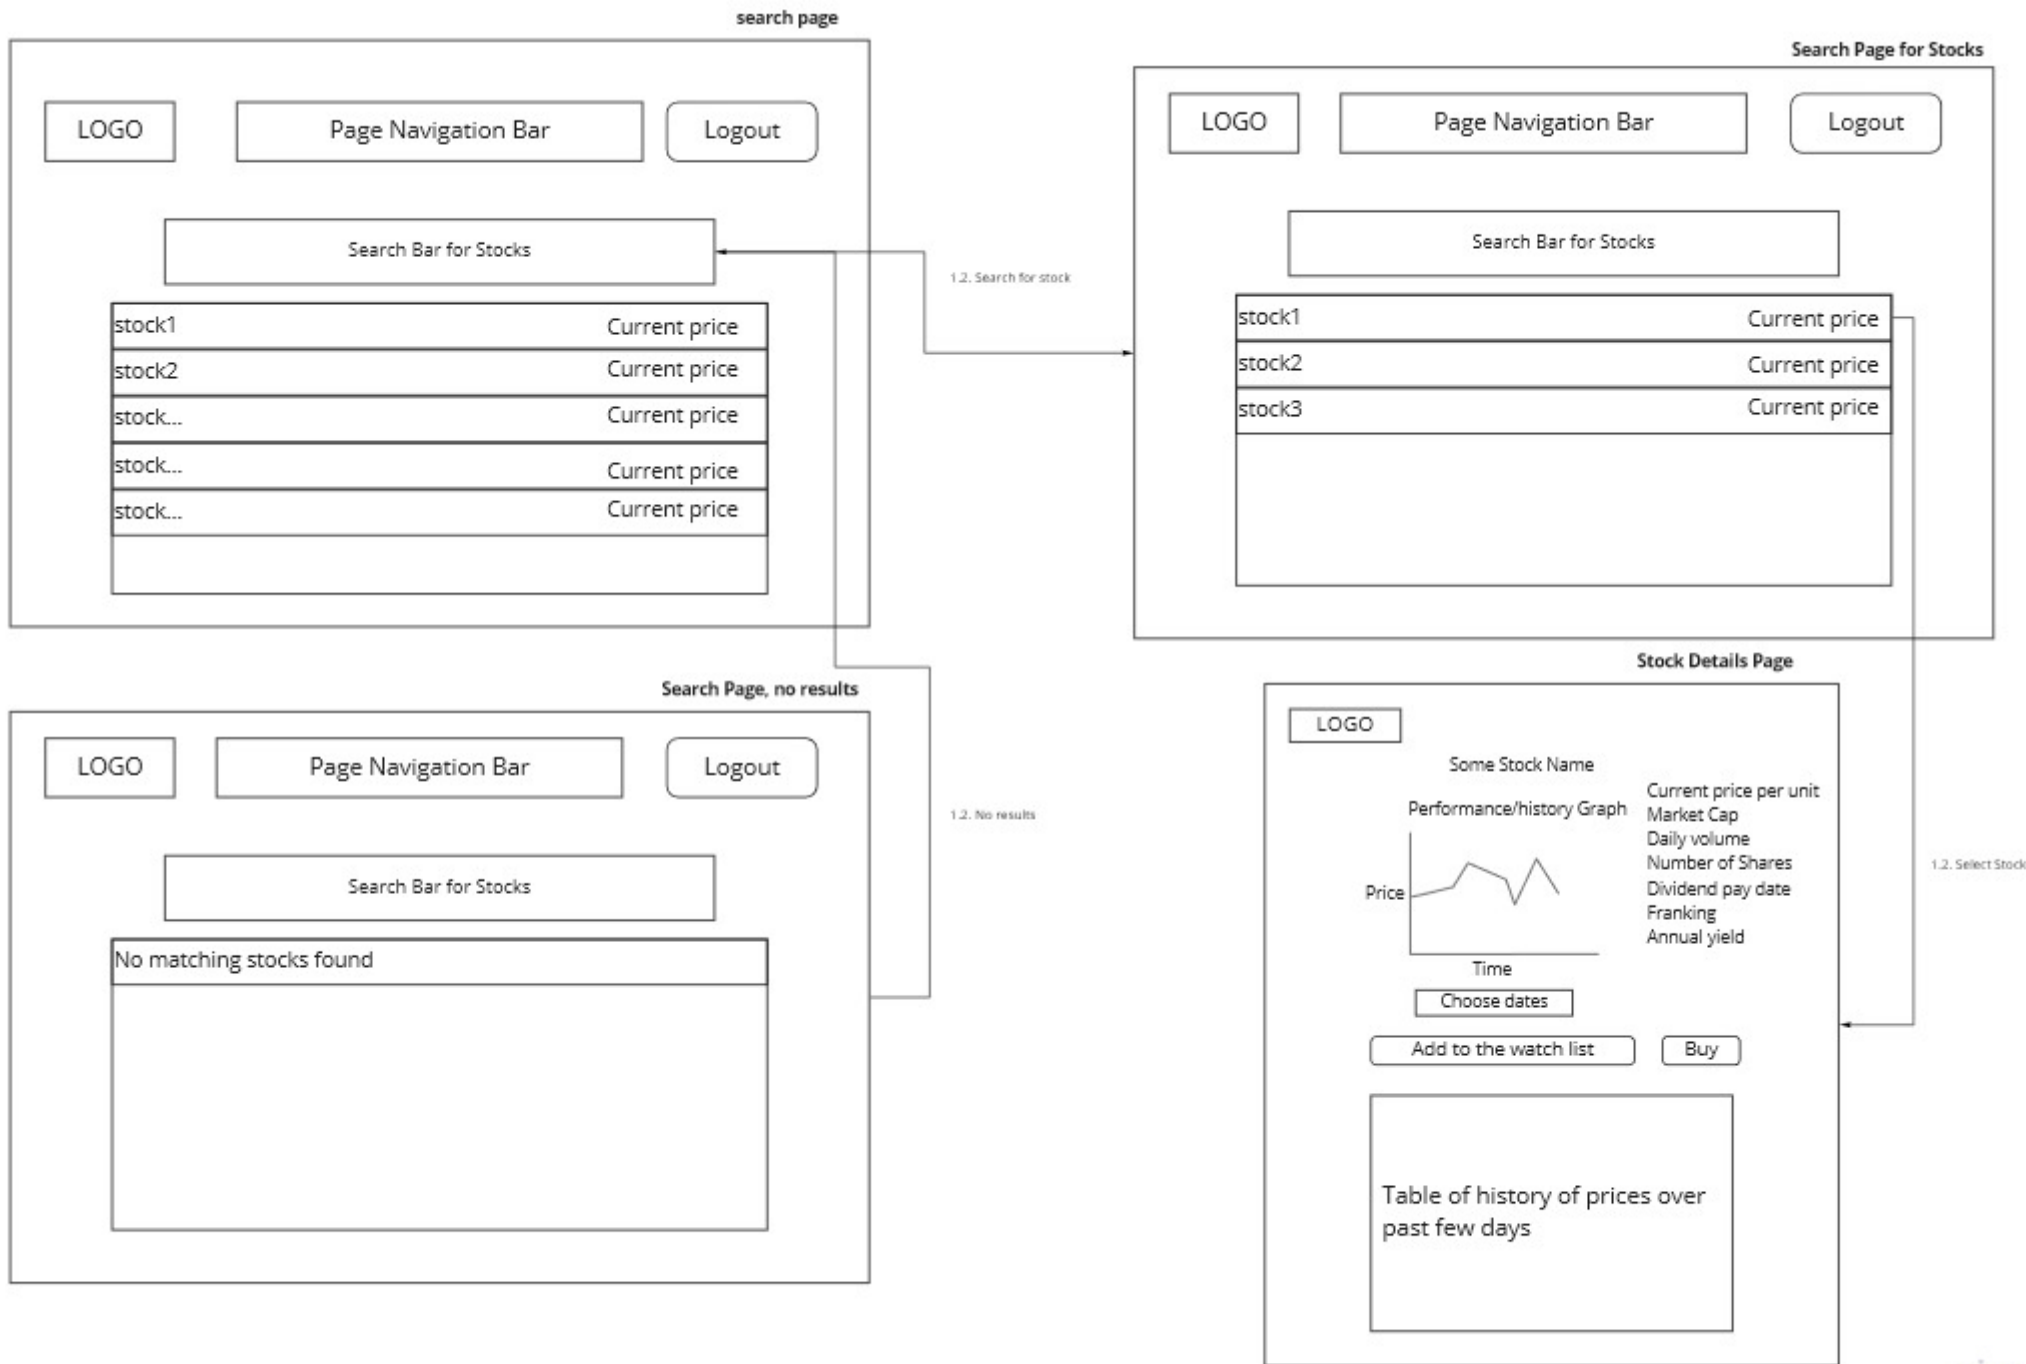 search page
LOGO
Page Navigation Bar
Logout
Search Bar for Stocks
stock1 Current price
stock2 Current price
stock... Current price
stock... Current price
stock... Current price
1.2. Search for stock
Search Page for Stocks
LOGO
Page Navigation Bar
Logout
Search Bar for Stocks
stock1 Current price
stock2 Current price
stock3 Current price
Search Page, no results
LOGO
Page Navigation Bar
Logout
Search Bar for Stocks
No matching stocks found
1.2. No results
Stock Details Page
LOGO
Some Stock Name
Performance/history Graph
Price
Time
Current price per unit
Market Cap
Daily volume
Number of Shares
Dividend pay date
Franking
Annual yield
1.2. Select Stock
Choose dates
Add to the watch list
Buy
Table of history of prices over
past few days